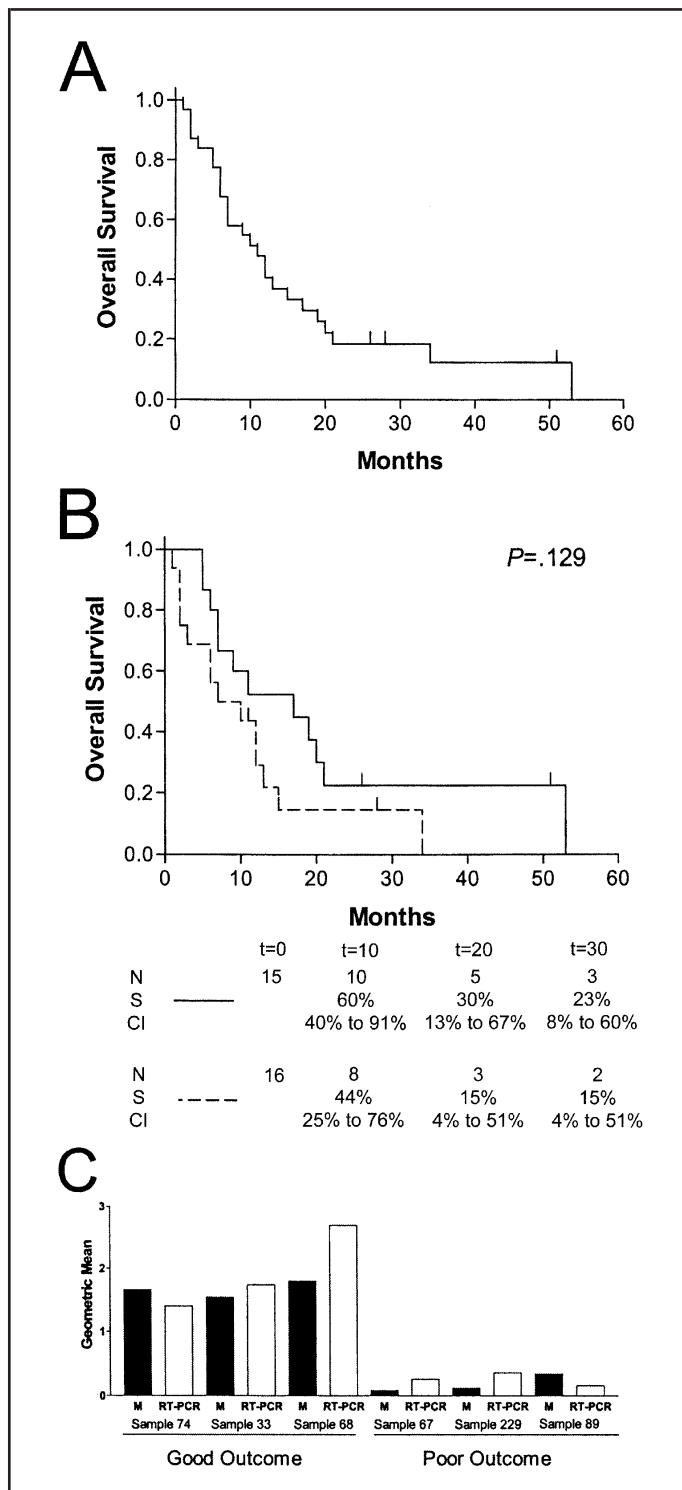 A
Overall Survival
1.0
0.8
0.6
0.4
0.2
0.0
0 10 20 30 40 50 60
Months
B
P=.129
Overall Survival
1.0
0.8
0.6
0.4
0.2
0.0
0 10 20 30 40 50 60
Months
t=0 t=10 t=20 t=30
N 15 10 5 3
S 60% 30% 23%
CI 40% to 91% 13% to 67% 8% to 60%
N 16 8 3 2
S 44% 15% 15%
CI 25% to 76% 4% to 51% 4% to 51%
C
Geometric Mean
3
2
1
0
M RT-PCR M RT-PCR M RT-PCR M RT-PCR M RT-PCR M RT-PCR
Sample 74 Sample 33 Sample 68 Sample 67 Sample 229 Sample 89
Good Outcome Poor Outcome